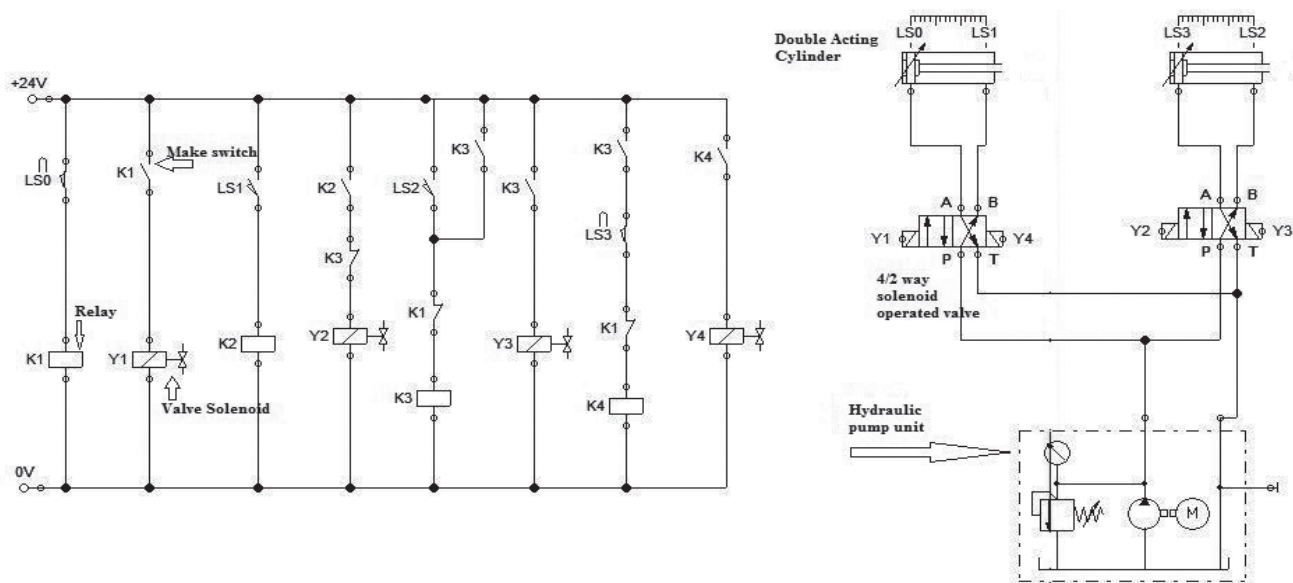 +24V
LS0
K1
Make switch
LS1
K2
LS2
K3
K3
K3
K4
K3
LS3
K1
K1
Relay
K1
Y1
K2
Y2
Y3
Y4
Valve Solenoid
K3
K4
0V
Double Acting
Cylinder
LS0 LS1
LS3 LS2
A B
Y1 Y4
P T
A B
Y2 Y3
P T
4/2 way
solenoid
operated valve
Hydraulic
pump unit
M